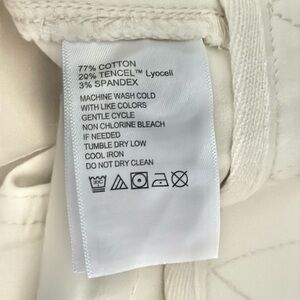 77% COTTON
20% TENCEL™ Lyocell
3% SPANDEX
MACHINE WASH COLD
WITH LIKE COLORS
GENTLE CYCLE
NON CHLORINE BLEACH
IF NEEDED
TUMBLE DRY LOW
COOL IRON
DO NOT DRY CLEAN